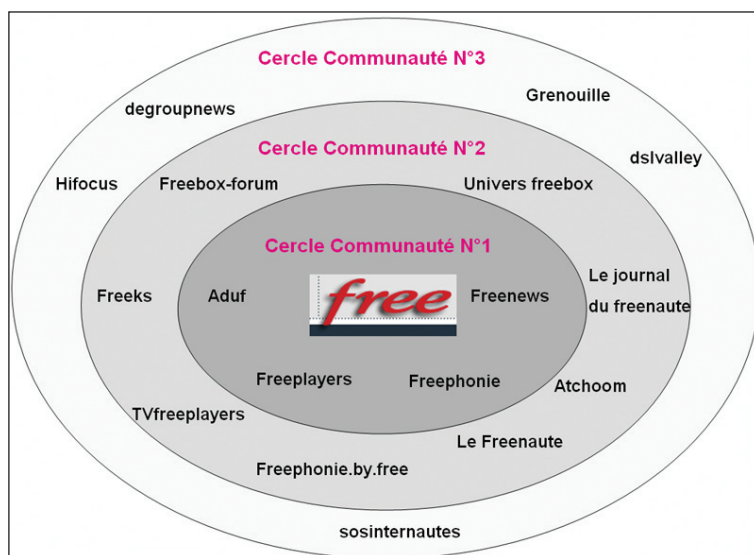 Cercle Communauté N°3
Grenouille
degroupnews
Cercle Communauté N°2
dslvalley
Hifocus
Freebox-forum
Univers freebox
Cercle Communauté N°1
Le journal
du freenaute
Freeks
Aduf
free
Freenews
Freeplayers
Freephonie
Atchoom
TVfreeplayers
Le Freenaute
Freephonie.by.free
sosinternautes